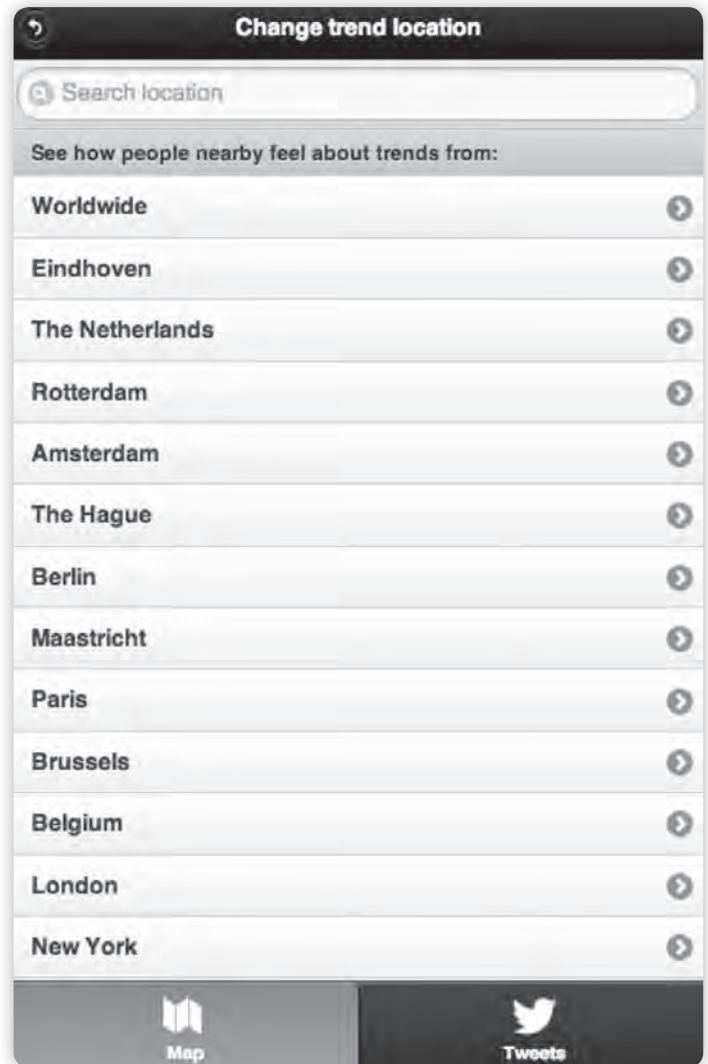 Change trend location
Search location
See how people nearby feel about trends from:
Worldwide
Eindhoven
The Netherlands
Rotterdam
Amsterdam
The Hague
Berlin
Maastricht
Paris
Brussels
Belgium
London
New York
Map Tweets